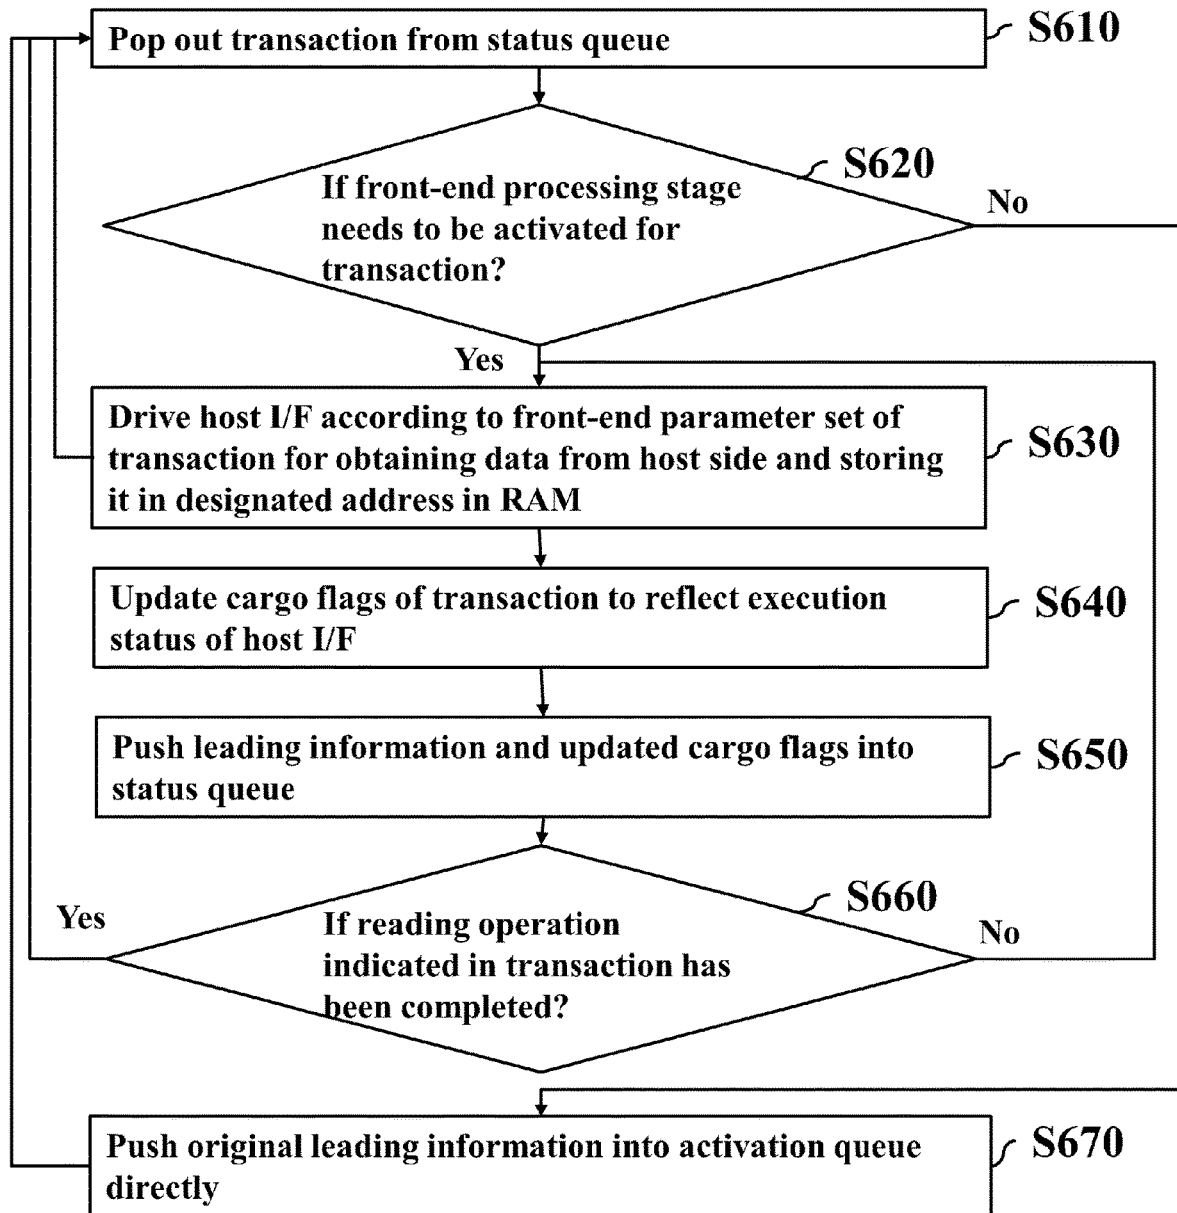 Pop out transaction from status queue
S610
S620
If front-end processing stage
needs to be activated for
transaction?
No
Yes
Drive host I/F according to front-end parameter set of
transaction for obtaining data from host side and storing
it in designated address in RAM
S630
Update cargo flags of transaction to reflect execution
status of host I/F
S640
Push leading information and updated cargo flags into
status queue
S650
S660
Yes
If reading operation
indicated in transaction has
been completed?
No
Push original leading information into activation queue
directly
S670